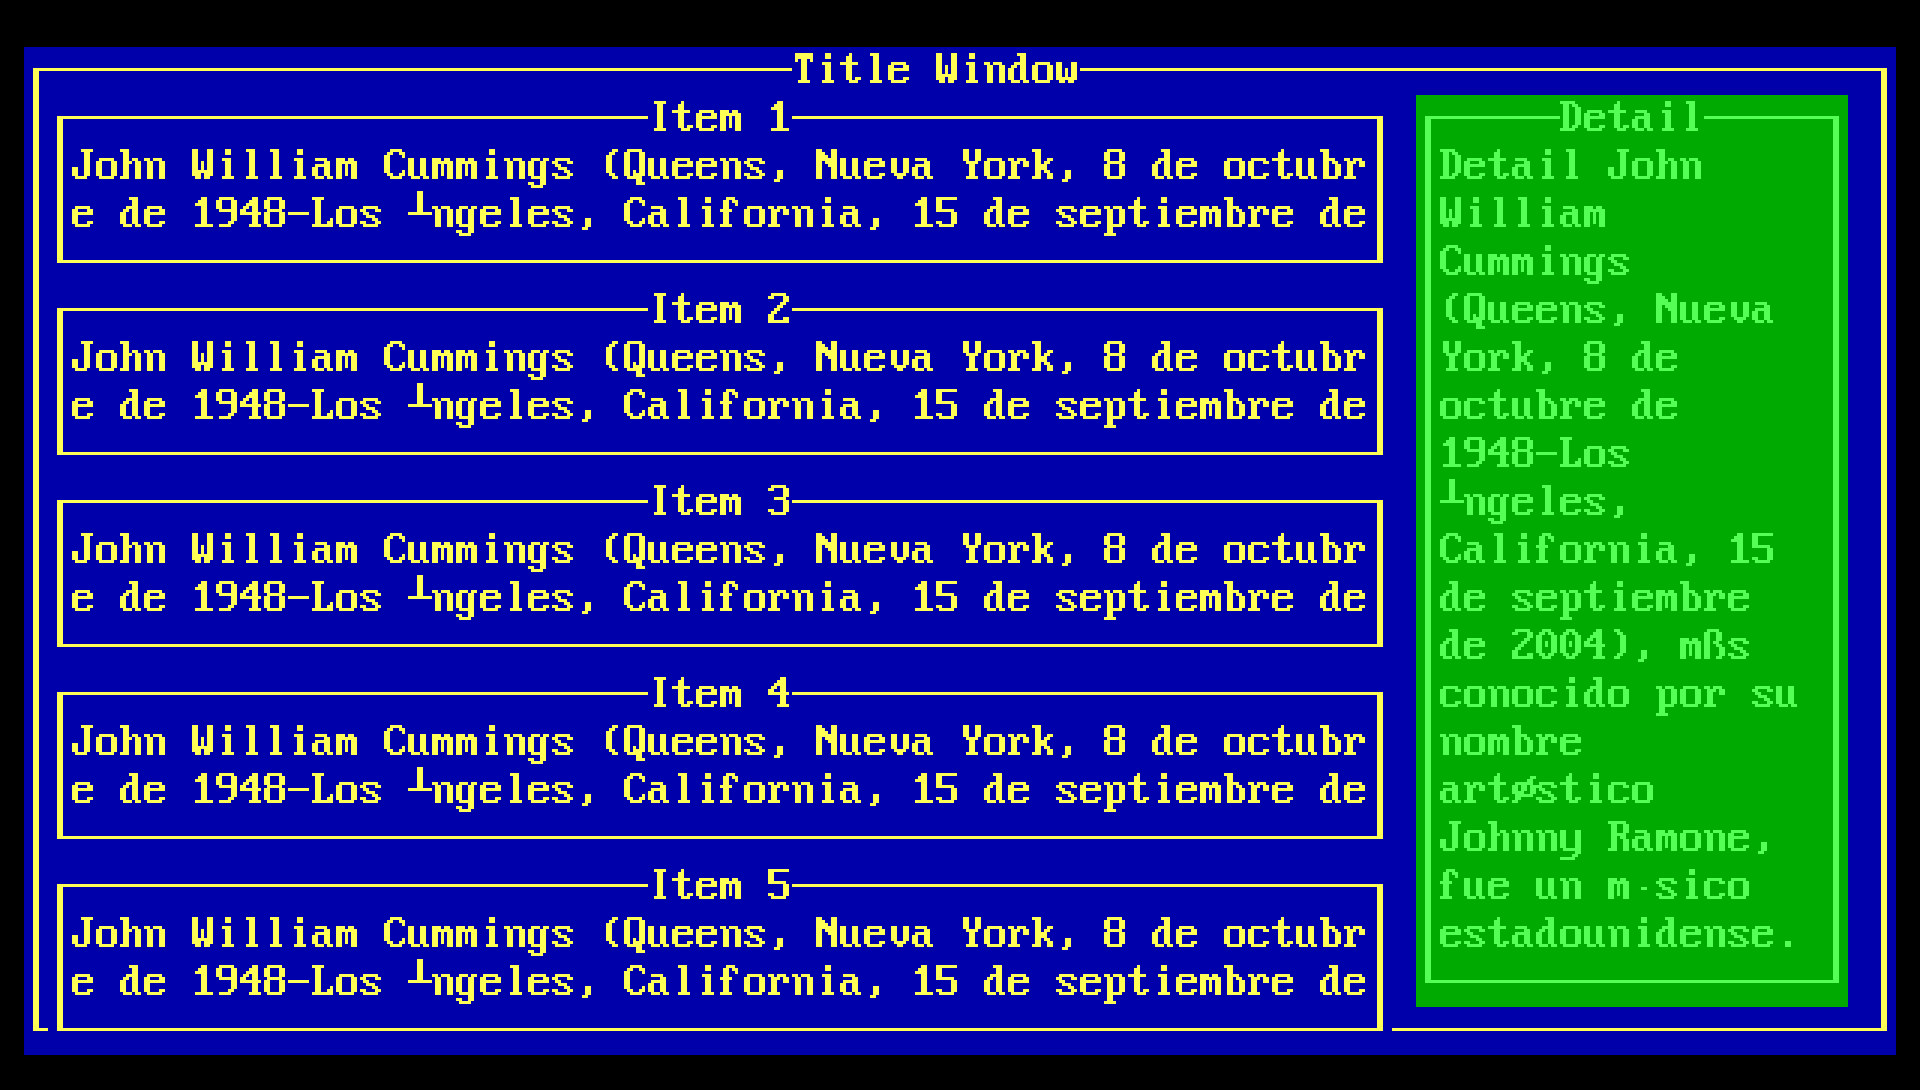 Title Window
Item 1
John William Cummings (Queens, Nueva York, 8 de octubr
e de 1948-Los ┴ngeles, California, 15 de septiembre de
Item 2
John William Cummings (Queens, Nueva York, 8 de octubr
e de 1948-Los ┴ngeles, California, 15 de septiembre de
Item 3
John William Cummings (Queens, Nueva York, 8 de octubr
e de 1948-Los ┴ngeles, California, 15 de septiembre de
Item 4
John William Cummings (Queens, Nueva York, 8 de octubr
e de 1948-Los ┴ngeles, California, 15 de septiembre de
Item 5
John William Cummings (Queens, Nueva York, 8 de octubr
e de 1948-Los ┴ngeles, California, 15 de septiembre de
Detail
Detail John
William
Cummings
(Queens, Nueva
York, 8 de
octubre de
1948-Los
┴ngeles,
California, 15
de septiembre
de 2004), mßs
conocido por su
nombre
artøstico
Johnny Ramone,
fue un m·sico
estadounidense.